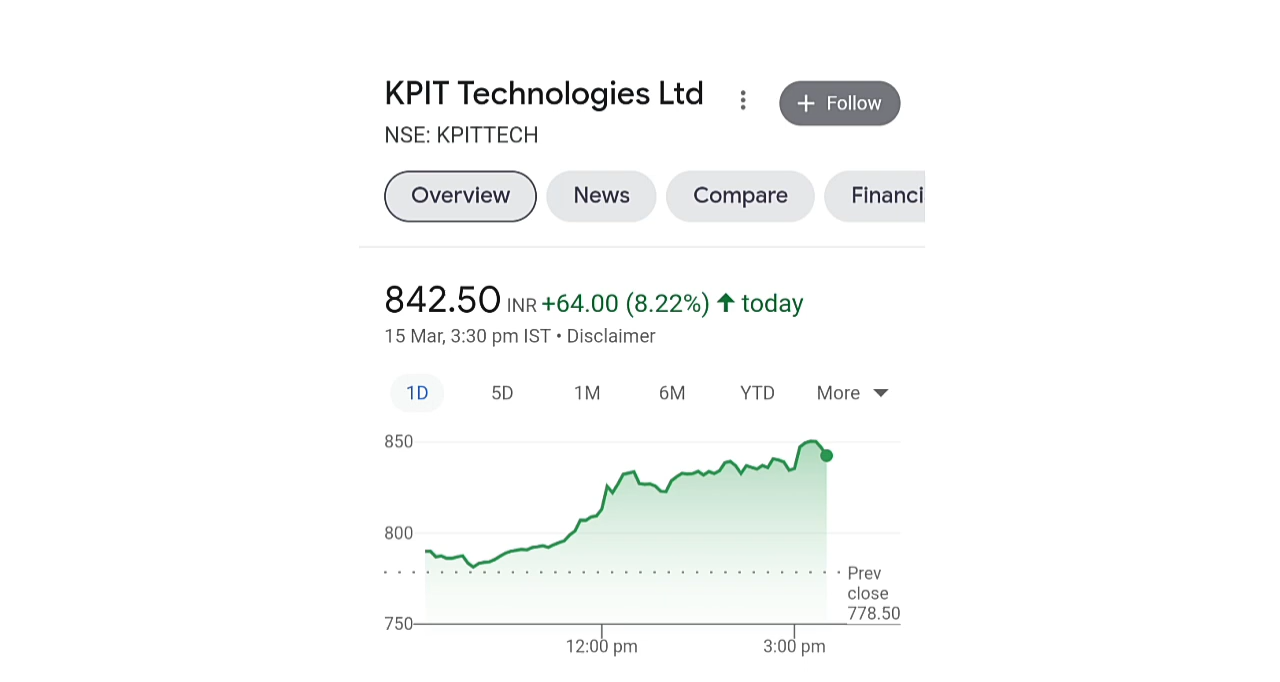 KPIT Technologies Ltd
+ Follow
NSE: KPITTECH
Overview News Compare Financi
842.50 INR +64.00 (8.22%) ↑ today
15 Mar, 3:30 pm IST • Disclaimer
1D 5D 1M 6M YTD More
850
800
Prev
close
778.50
750
12:00 pm 3:00 pm